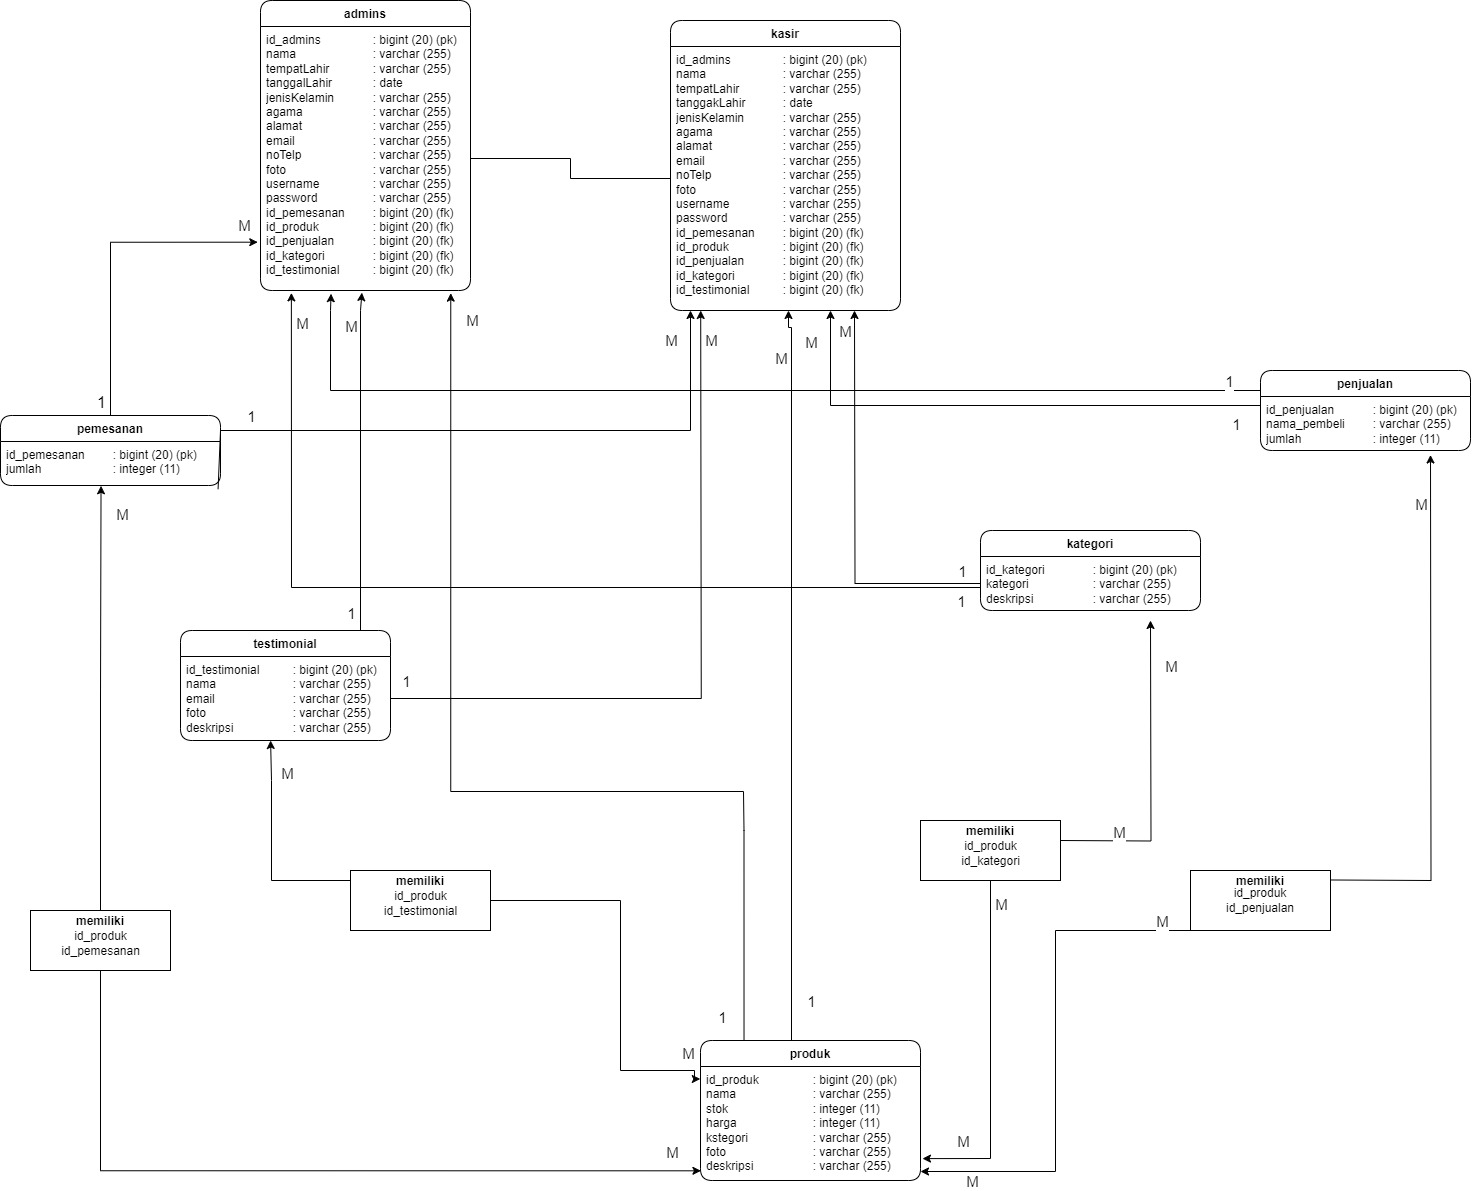 admins
id_admins : bigint (20) (pk)
nama : varchar (255)
tempatLahir : varchar (255)
tanggalLahir : date
jenisKelamin : varchar (255)
agama : varchar (255)
alamat : varchar (255)
email : varchar (255)
noTelp : varchar (255)
foto : varchar (255)
username : varchar (255)
password : varchar (255)
id_pemesanan : bigint (20) (fk)
id_produk : bigint (20) (fk)
id_penjualan : bigint (20) (fk)
id_kategori : bigint (20) (fk)
id_testimonial : bigint (20) (fk)
kasir
id_admins : bigint (20) (pk)
nama : varchar (255)
tempatLahir : varchar (255)
tanggakLahir : date
jenisKelamin : varchar (255)
agama : varchar (255)
alamat : varchar (255)
email : varchar (255)
noTelp : varchar (255)
foto : varchar (255)
username : varchar (255)
password : varchar (255)
id_pemesanan : bigint (20) (fk)
id_produk : bigint (20) (fk)
id_penjualan : bigint (20) (fk)
id_kategori : bigint (20) (fk)
id_testimonial : bigint (20) (fk)
M
M
M
M
M
M
M
M
M
M
1
1
1
1
penjualan
id_penjualan : bigint (20) (pk)
nama_pembeli : varchar (255)
jumlah : integer (11)
pemesanan
id_pemesanan : bigint (20) (pk)
jumlah : integer (11)
M
M
kategori
id_kategori : bigint (20) (pk)
kategori : varchar (255)
deskripsi : varchar (255)
1
1
1
testimonial
id_testimonial : bigint (20) (pk)
nama : varchar (255)
email : varchar (255)
foto : varchar (255)
deskripsi : varchar (255)
1
M
M
memiliki
id_produk
id_kategori
M
M
memiliki
id_produk
id_testimonial
memiliki
id_produk
id_penjualan
M
memiliki
id_produk
id_pemesanan
1
1
M
produk
id_produk : bigint (20) (pk)
nama : varchar (255)
stok : integer (11)
harga : integer (11)
kstegori : varchar (255)
foto : varchar (255)
deskripsi : varchar (255)
M
M
M